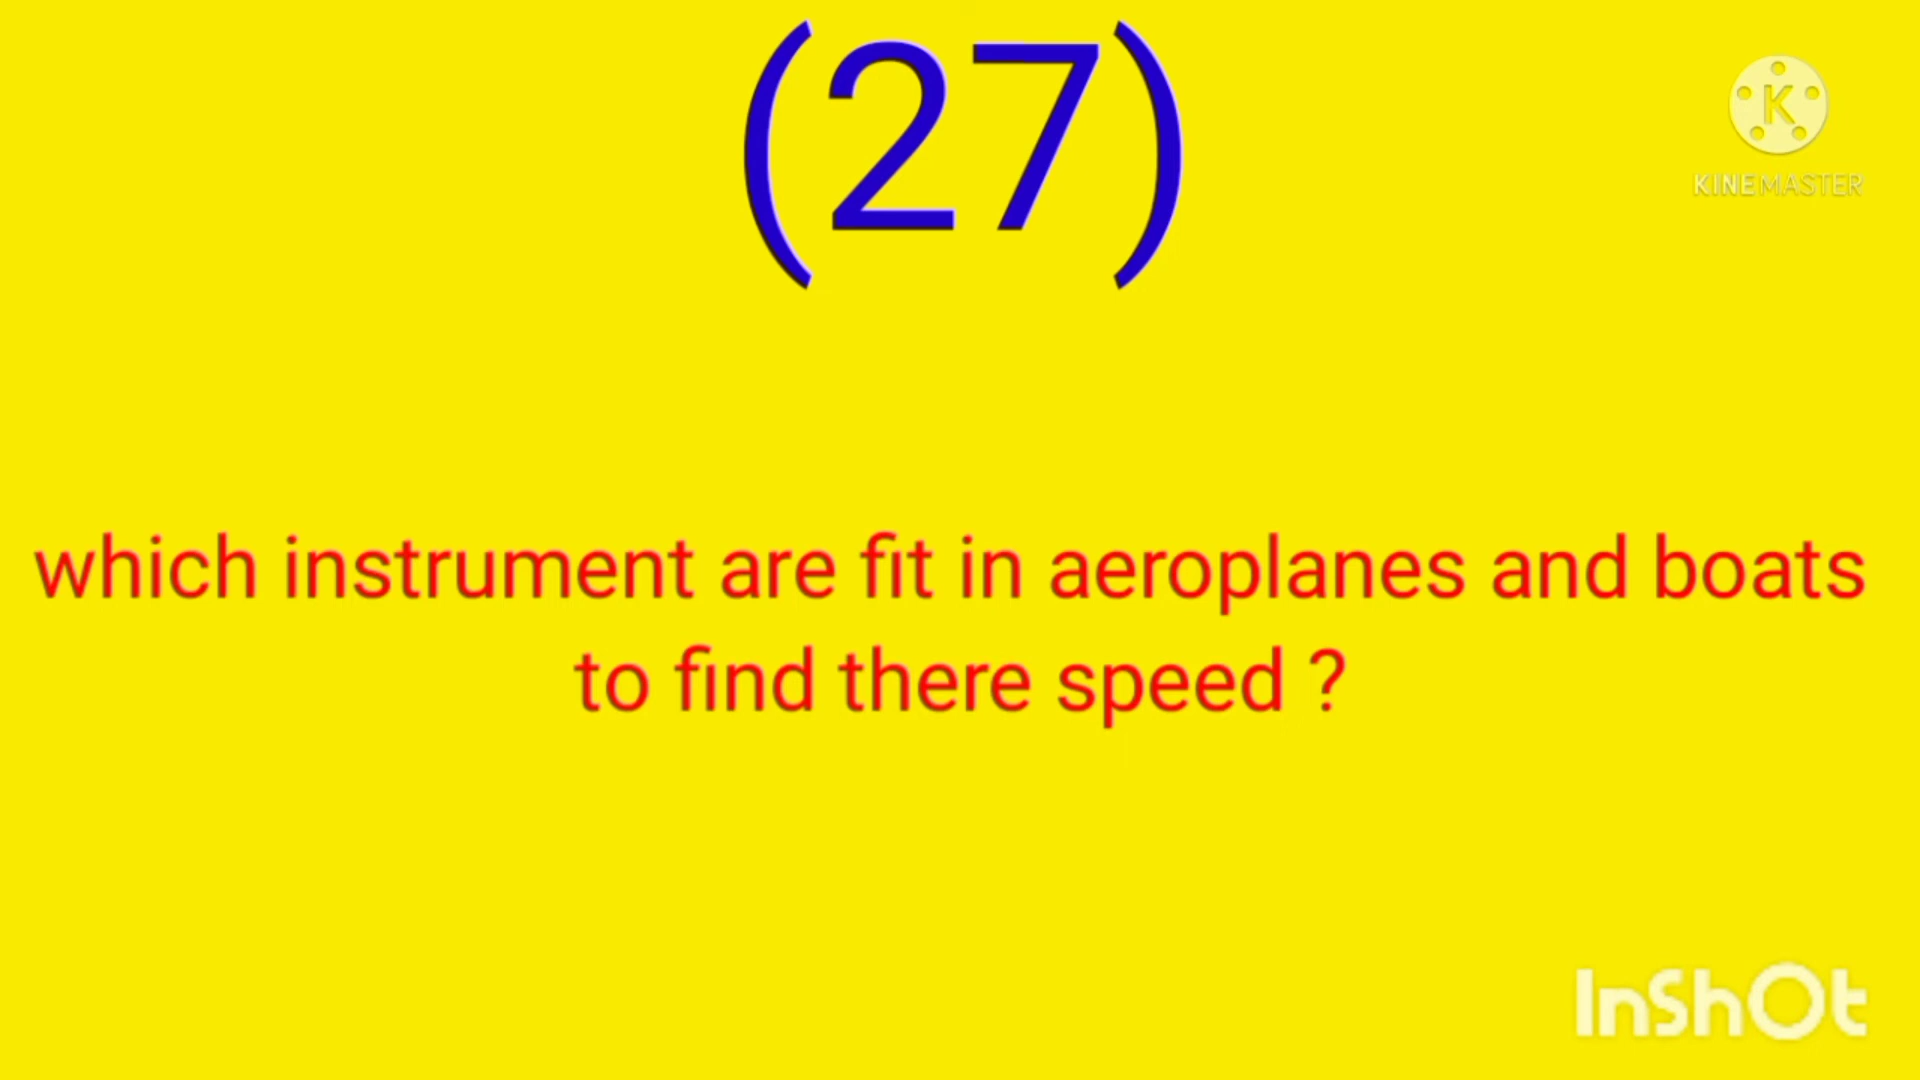 (27)
K
KINEMASTER
which instrument are fit in aeroplanes and boats
to find there speed ?
InShOt